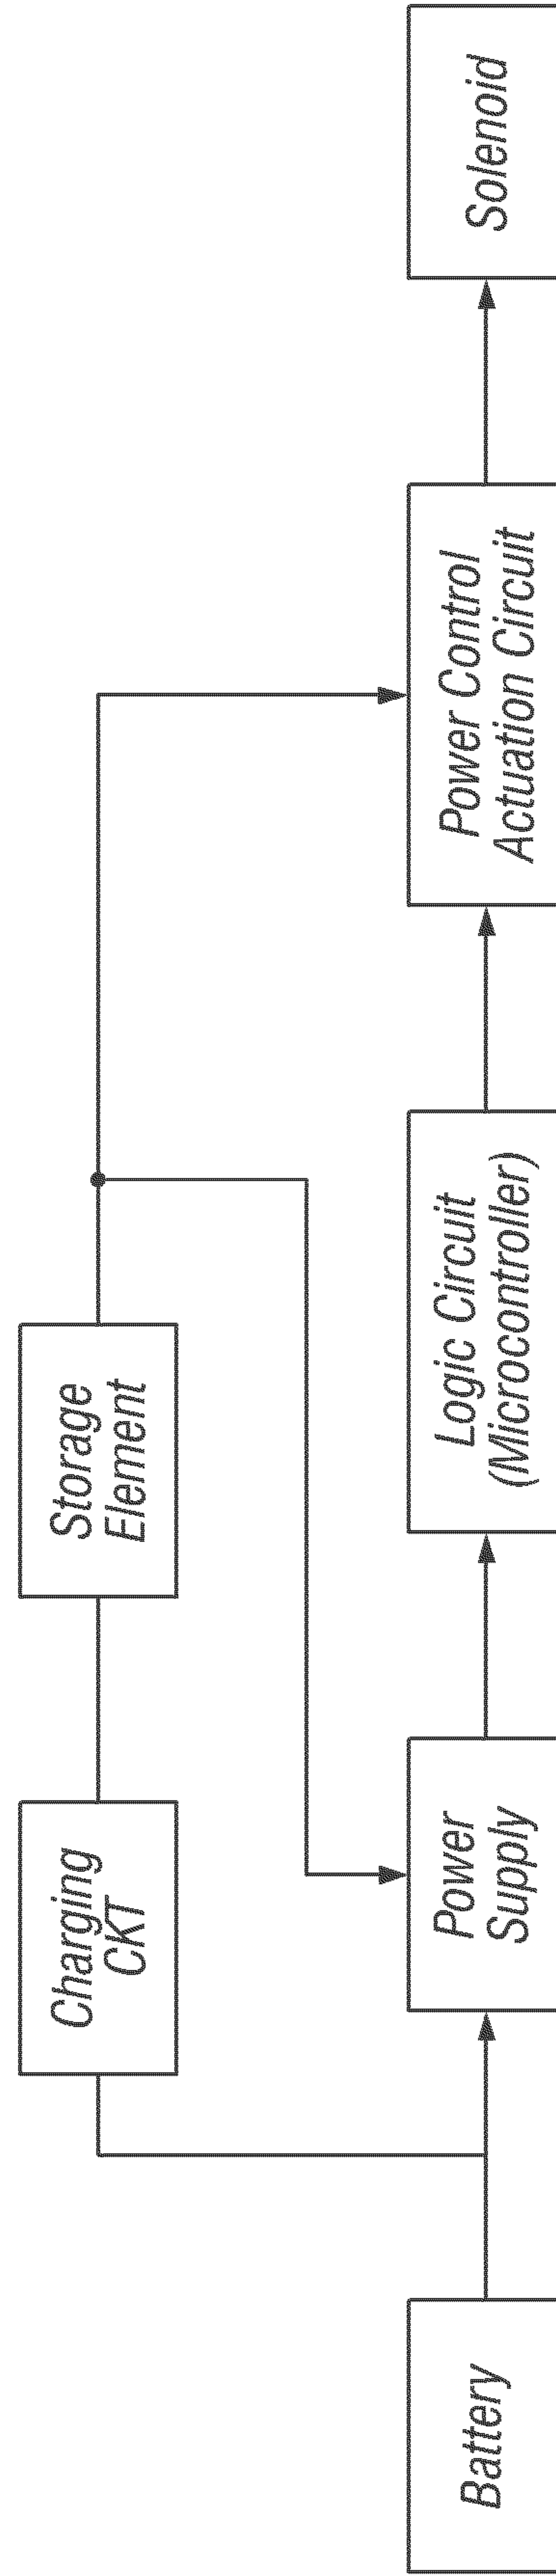 Charging
CKT
Storage
Element
Battery
Power
Supply
Logic Circuit
(Microcontroller)
Power Control
Actuation Circuit
Solenoid